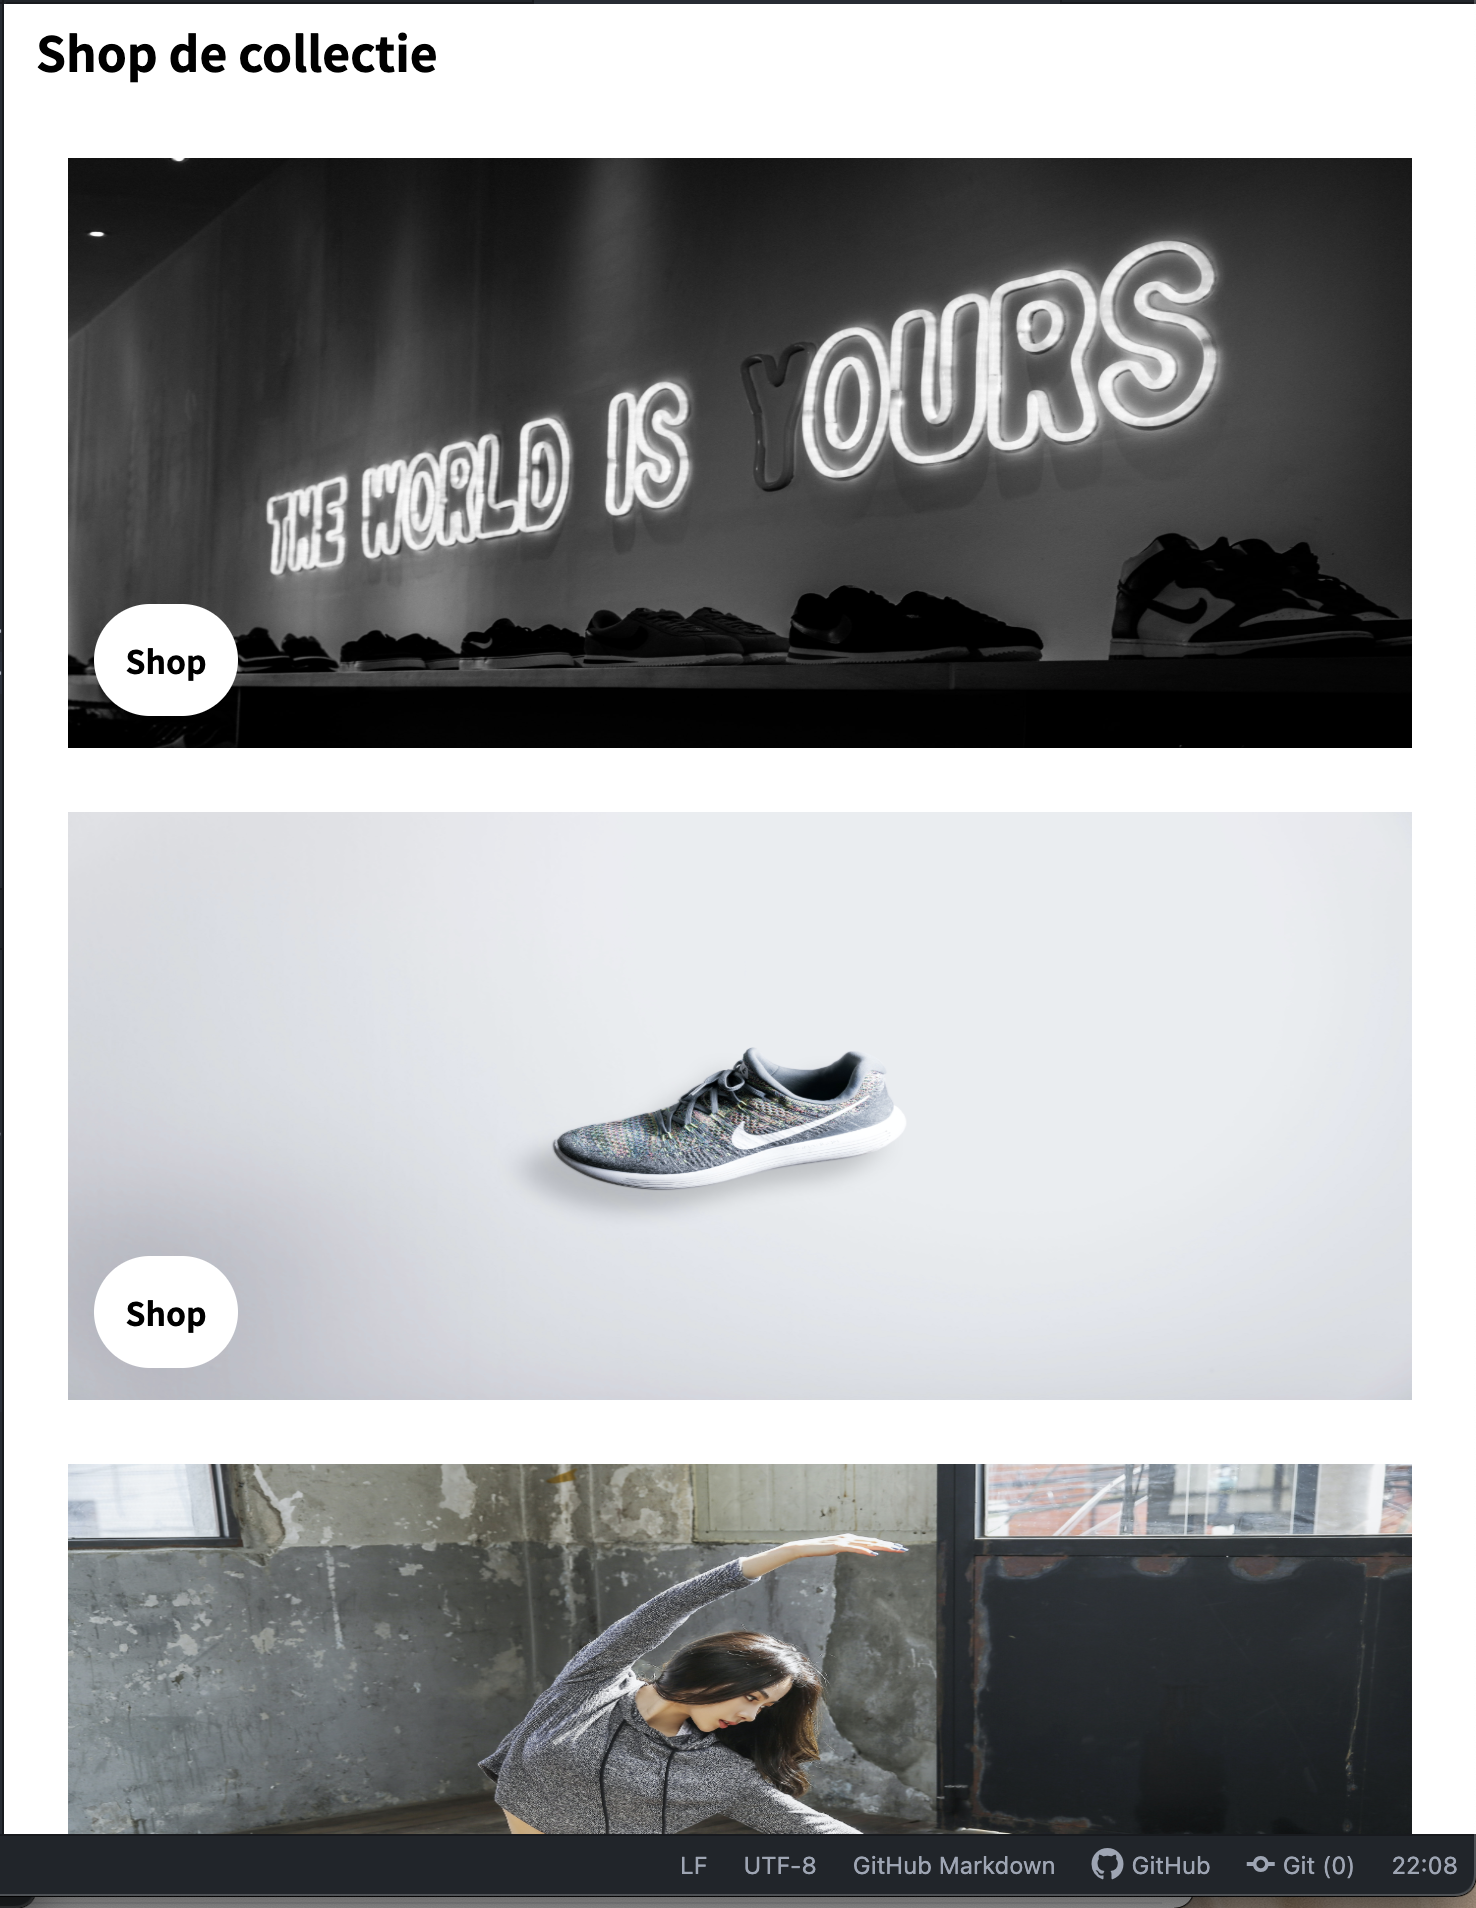 Shop de collectie
THE WORLD IS YOURS
Shop
Shop
LF UTF-8 GitHub Markdown GitHub Git (0) 22:08